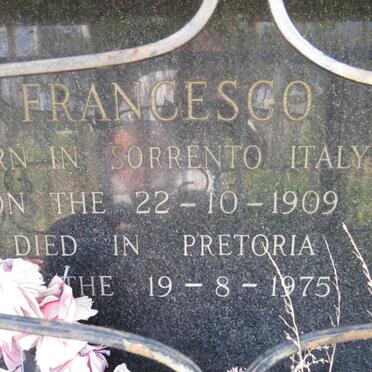 FRANCESCO
RN IN SORRENTO ITALY
ON THE 22-10-1909
DIED IN PRETORIA
THE 19-8-1975